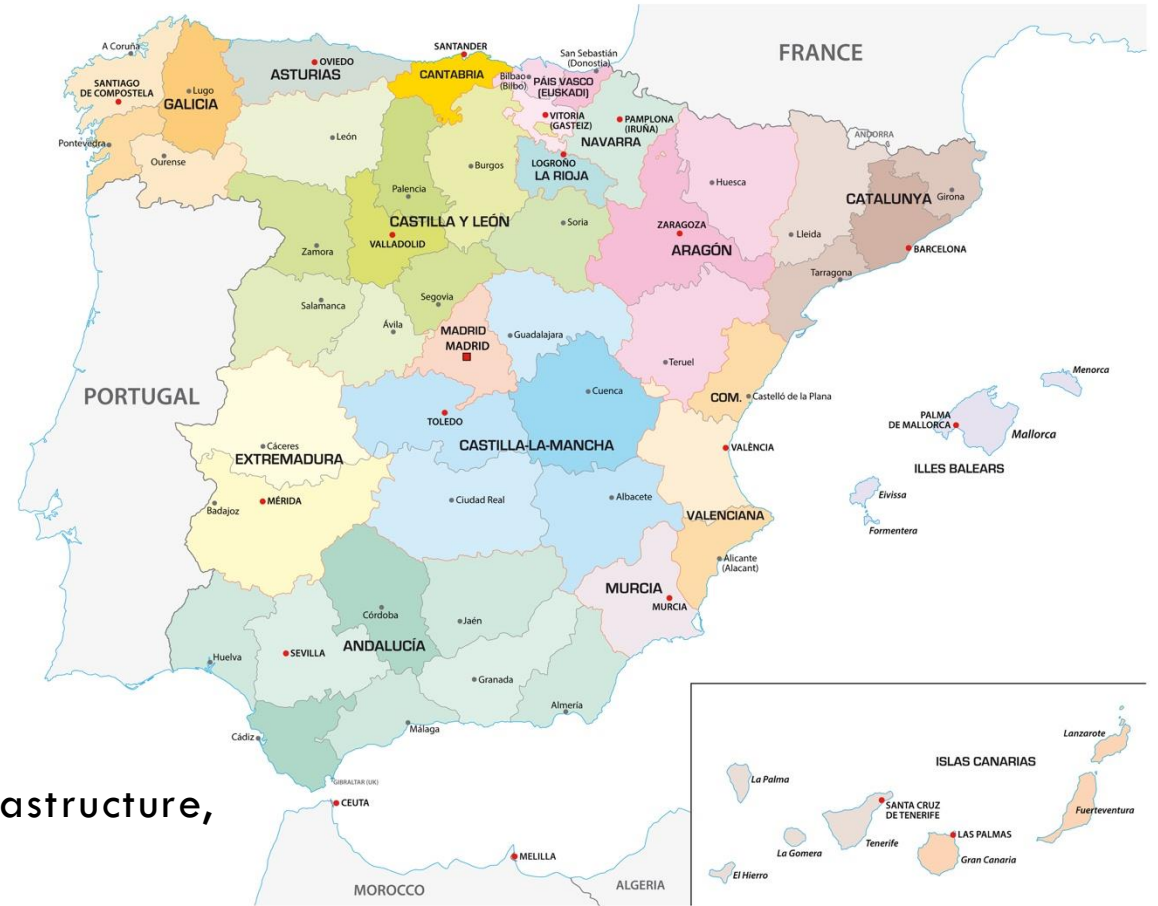 A Coruña
SANTIAGO
DE COMPOSTELA
Lugo
GALICIA
Pontevedra
Ourense
OVIEDO
ASTURIAS
SANTANDER
CANTABRIA
Bilbao
(Bilbo)
San Sebastián
(Donostia)
PÁIS VASCO
(EUSKADI)
VITORIA
(GASTEIZ)
PAMPLONA
(IRUÑA)
NAVARRA
LOGROÑO
LA RIOJA
FRANCE
ANDORRA
León
Burgos
Palencia
CASTILLA Y LEÓN
VALLADOLID
Zamora
Soria
Segovia
Salamanca
Ávila
Huesca
ZARAGOZA
ARAGÓN
Teruel
CATALUNYA
Girona
Lleida
BARCELONA
Tarragona
MADRID
MADRID
Guadalajara
Cuenca
TOLEDO
CASTILLA-LA-MANCHA
Ciudad Real
Albacete
PORTUGAL
Cáceres
EXTREMADURA
MÉRIDA
Badajoz
COM.
Castelló de la Plana
VALÈNCIA
VALENCIANA
Alicante
(Alacant)
Menorca
PALMA
DE MALLORCA
Mallorca
ILLES BALEARS
Eivissa
Formentera
MURCIA
MURCIA
Córdoba
Jaén
ANDALUCÍA
SEVILLA
Huelva
Granada
Almería
Málaga
Cádiz
GIBRALTAR (UK)
CEUTA
MELILLA
MOROCCO
ALGERIA
astructure,
ISLAS CANARIAS
Lanzarote
Fuerteventura
La Palma
SANTA CRUZ
DE TENERIFE
Tenerife
La Gomera
El Hierro
LAS PALMAS
Gran Canaria